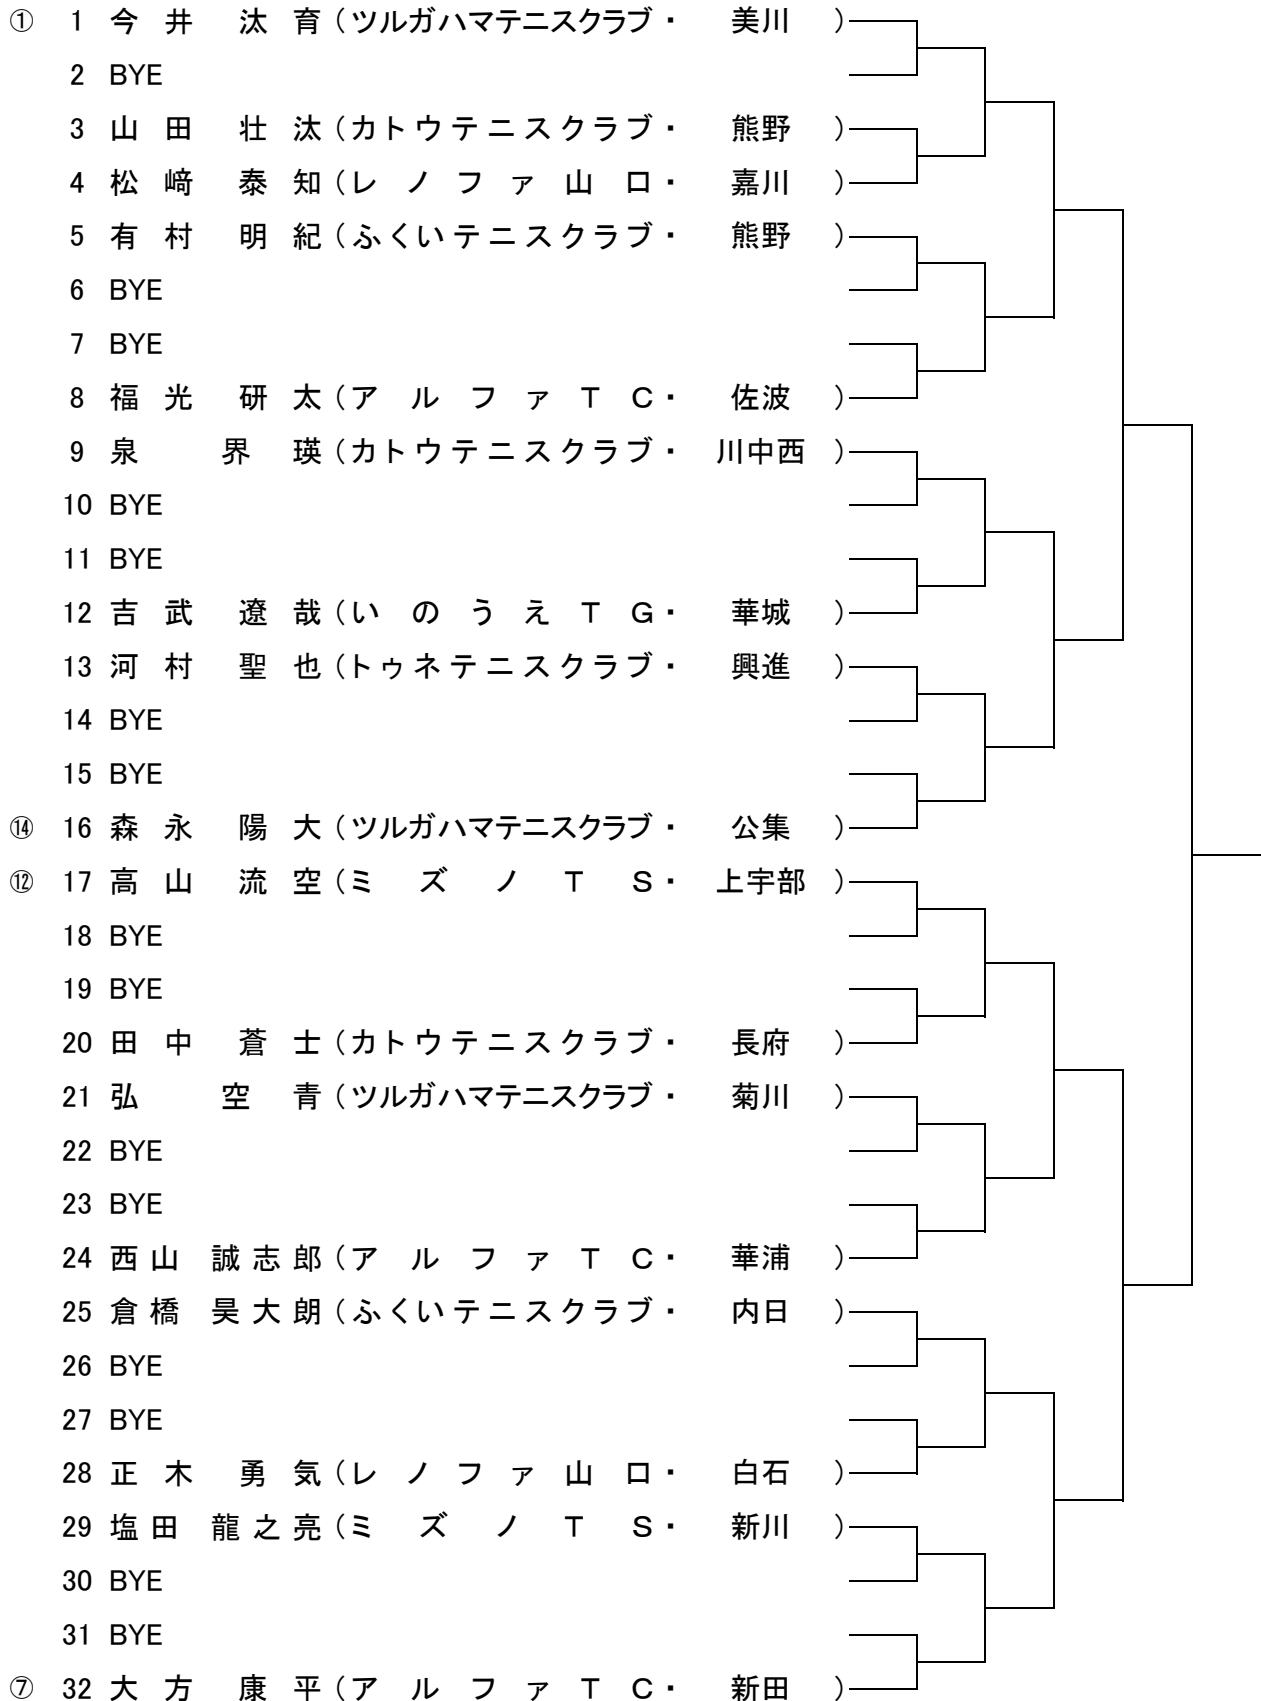 ① 1 今井 汰育(ツルガハマテニスクラブ・ 美川 )
2 BYE
3 山田 壮汰(カトウテニスクラブ・ 熊野 )
4 松﨑 泰知(レノファ山口・ 嘉川 )
5 有村 明紀(ふくいテニスクラブ・ 熊野 )
6 BYE
7 BYE
8 福光 研太(アルファTC・ 佐波 )
9 泉 界瑛(カトウテニスクラブ・ 川中西 )
10 BYE
11 BYE
12 吉武 遼哉(いのうえTG・ 華城 )
13 河村 聖也(トゥネテニスクラブ・ 興進 )
14 BYE
15 BYE
⑭ 16 森永 陽大(ツルガハマテニスクラブ・ 公集 )
⑫ 17 高山 流空(ミズノTS・ 上宇部 )
18 BYE
19 BYE
20 田中 蒼士(カトウテニスクラブ・ 長府 )
21 弘 空青(ツルガハマテニスクラブ・ 菊川 )
22 BYE
23 BYE
24 西山 誠志郎(アルファTC・ 華浦 )
25 倉橋 昊大朗(ふくいテニスクラブ・ 内日 )
26 BYE
27 BYE
28 正木 勇気(レノファ山口・ 白石 )
29 塩田 龍之亮(ミズノTS・ 新川 )
30 BYE
31 BYE
⑦ 32 大方 康平(アルファTC・ 新田 )